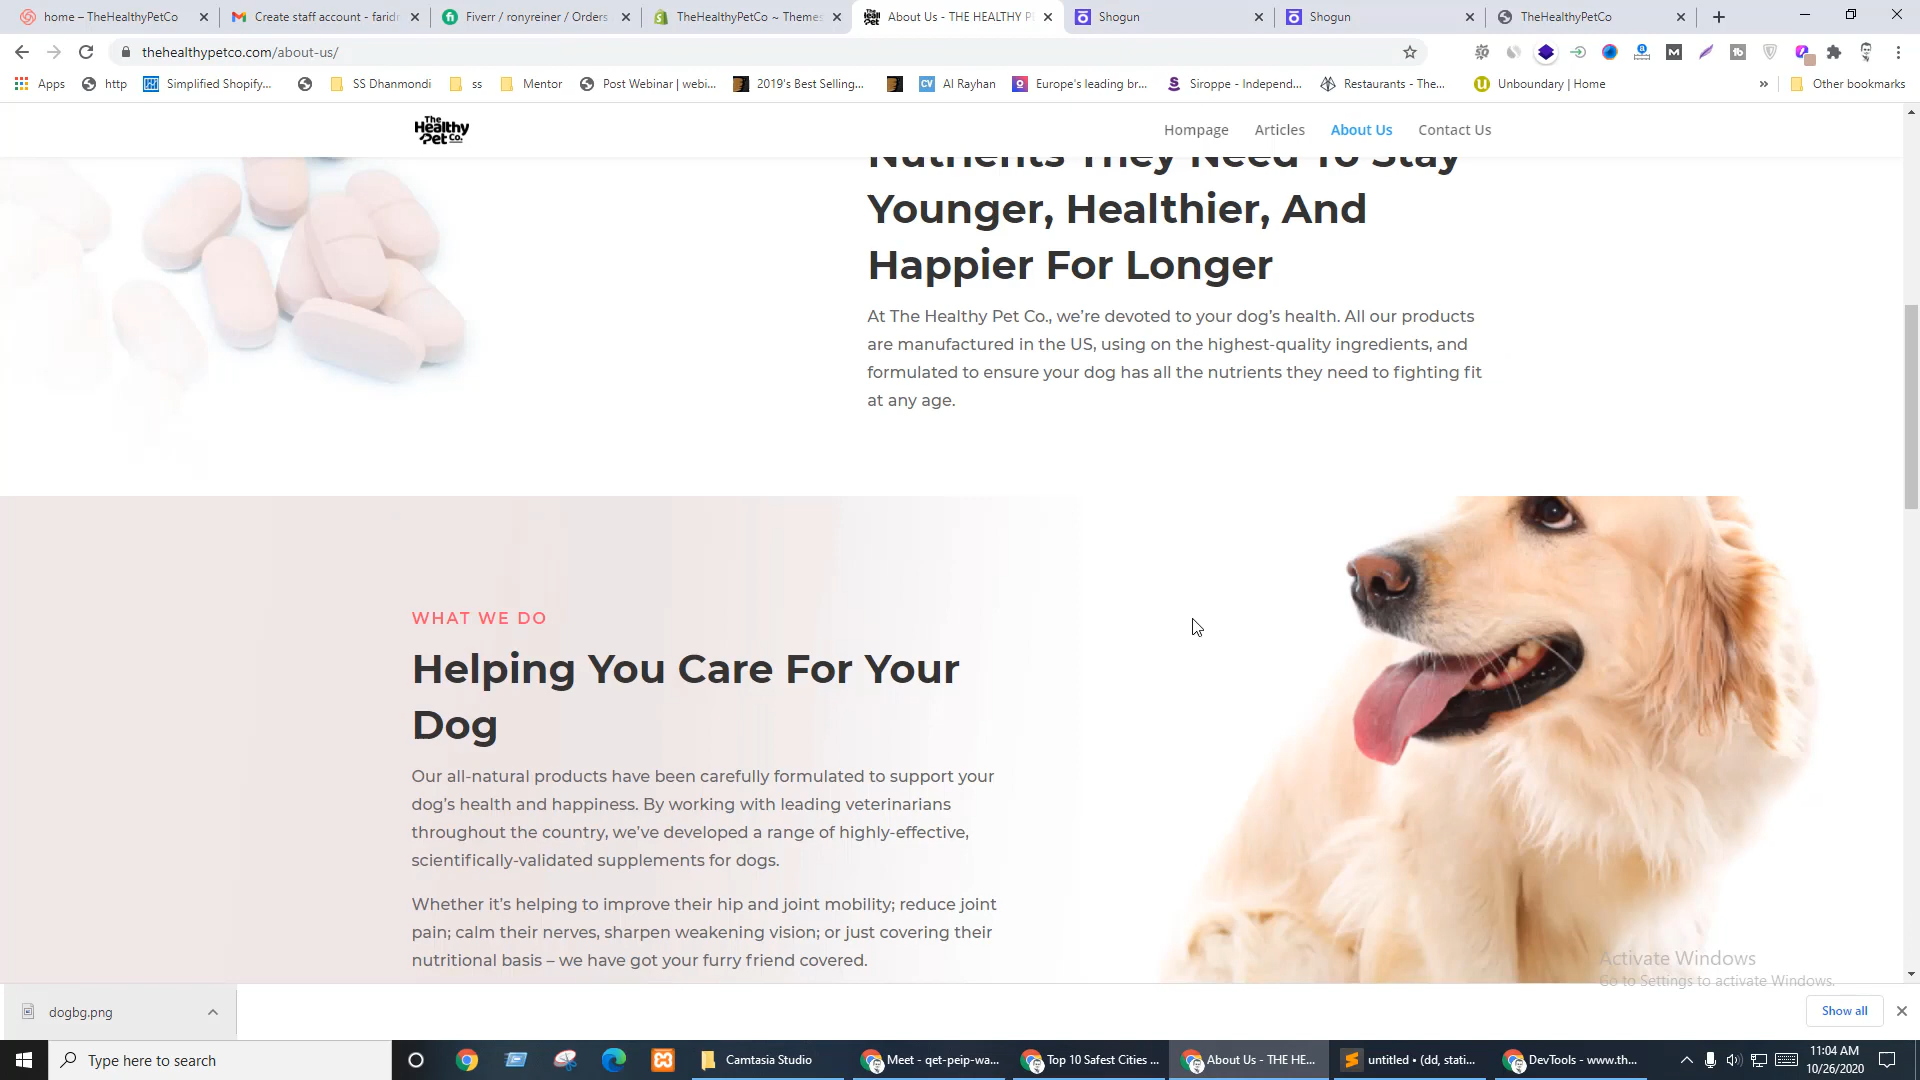 home – TheHealthyPetCo
Create staff account - farid
Fiverr / ronyreiner / Orders
TheHealthyPetCo ~ Themes
About Us - THE HEALTHY P
Shogun
Shogun
TheHealthyPetCo
thehealthypetco.com/about-us/
Apps
http
Simplified Shopify...
SS Dhanmondi
ss
Mentor
Post Webinar | webi...
2019's Best Selling...
CV
Al Rayhan
Europe's leading br...
Siroppe - Independ...
Restaurants - The...
Unboundary | Home
»
Other bookmarks
The
Healthy
Pet Co.
Hompage
Articles
About Us
Contact Us
Nutrients They Need To Stay
Younger, Healthier, And
Happier For Longer
At The Healthy Pet Co., we’re devoted to your dog’s health. All our products
are manufactured in the US, using on the highest-quality ingredients, and
formulated to ensure your dog has all the nutrients they need to fighting fit
at any age.
WHAT WE DO
Helping You Care For Your
Dog
Our all-natural products have been carefully formulated to support your
dog’s health and happiness. By working with leading veterinarians
throughout the country, we’ve developed a range of highly-effective,
scientifically-validated supplements for dogs.
Whether it’s helping to improve their hip and joint mobility; reduce joint
pain; calm their nerves, sharpen weakening vision; or just covering their
nutritional basis – we have got your furry friend covered.
Activate Windows
Go to Settings to activate Windows.
dogbg.png
Show all
Type here to search
Camtasia Studio
Meet - qet-peip-wa...
Top 10 Safest Cities ...
About Us - THE HE...
untitled • (dd, stati...
DevTools - www.th...
11:04 AM
10/26/2020